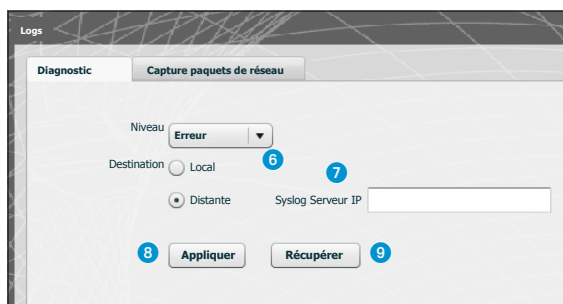 Logs
Diagnostic Capture paquets de réseau
Niveau Erreur
6
Destination Local
7
Distante Syslog Serveur IP
8 Appliquer Récupérer 9